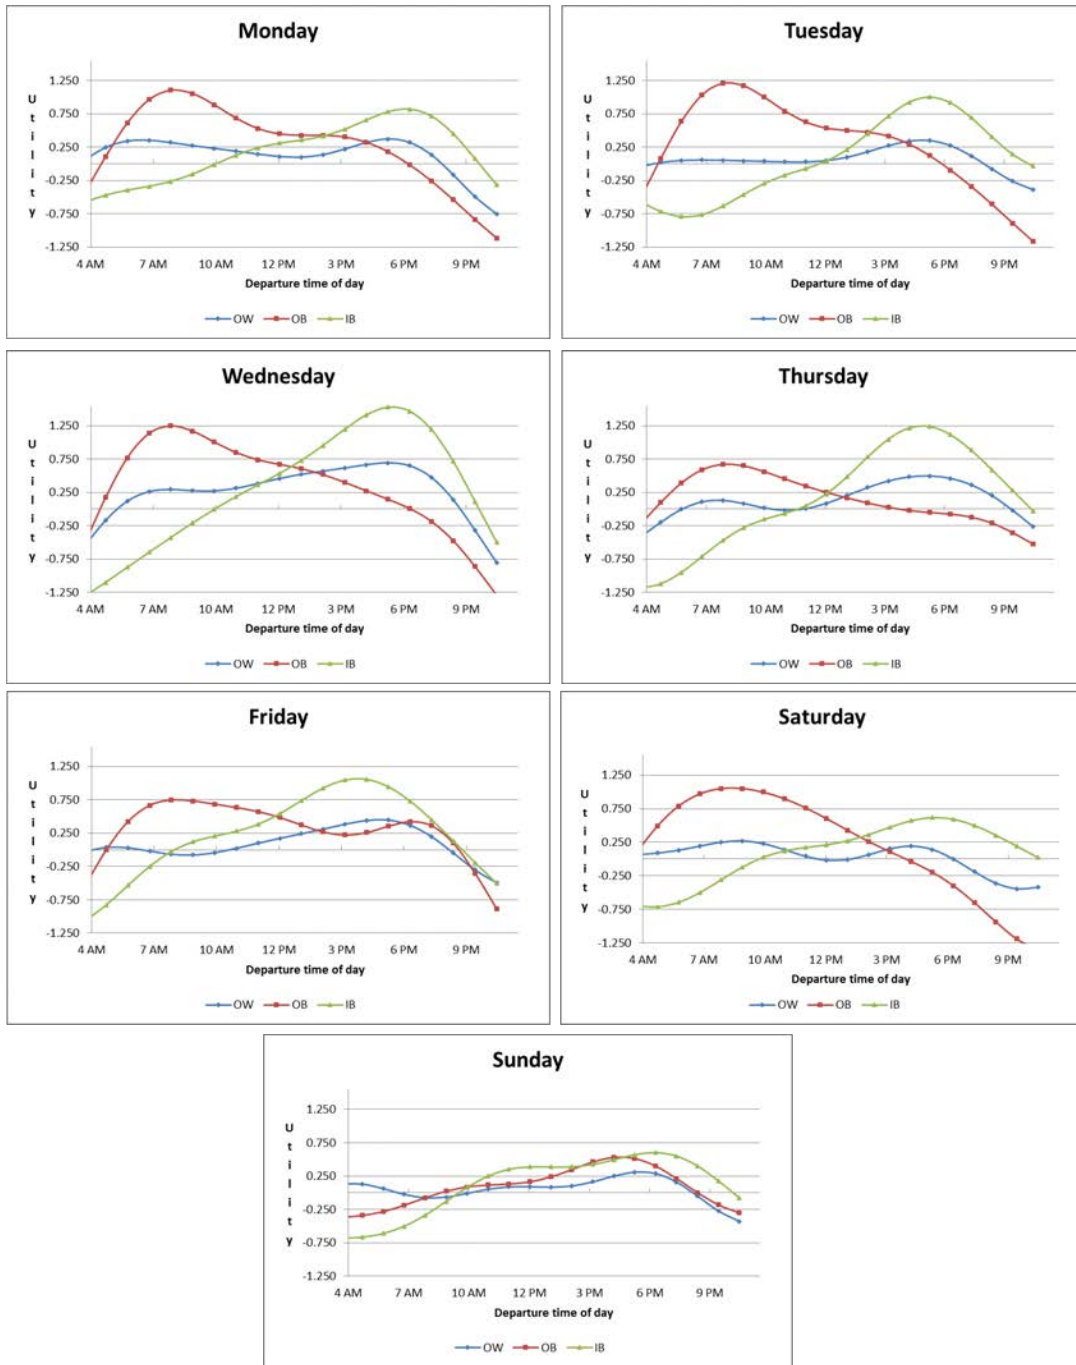 Monday
Utility
1.250
0.750
0.250
-0.250
-0.750
-1.250
4 AM 7 AM 10 AM 12 PM 3 PM 6 PM 9 PM
Departure time of day
OW OB IB
Tuesday
Utility
1.250
0.750
0.250
-0.250
-0.750
-1.250
4 AM 7 AM 10 AM 12 PM 3 PM 6 PM 9 PM
Departure time of day
OW OB IB
Wednesday
Utility
1.250
0.750
0.250
-0.250
-0.750
-1.250
4 AM 7 AM 10 AM 12 PM 3 PM 6 PM 9 PM
Departure time of day
OW OB IB
Thursday
Utility
1.250
0.750
0.250
-0.250
-0.750
-1.250
4 AM 7 AM 10 AM 12 PM 3 PM 6 PM 9 PM
Departure time of day
OW OB IB
Friday
Utility
1.250
0.750
0.250
-0.250
-0.750
-1.250
4 AM 7 AM 10 AM 12 PM 3 PM 6 PM 9 PM
Departure time of day
OW OB IB
Saturday
Utility
1.250
0.750
0.250
-0.250
-0.750
-1.250
4 AM 7 AM 10 AM 12 PM 3 PM 6 PM 9 PM
Departure time of day
OW OB IB
Sunday
Utility
1.250
0.750
0.250
-0.250
-0.750
-1.250
4 AM 7 AM 10 AM 12 PM 3 PM 6 PM 9 PM
Departure time of day
OW OB IB